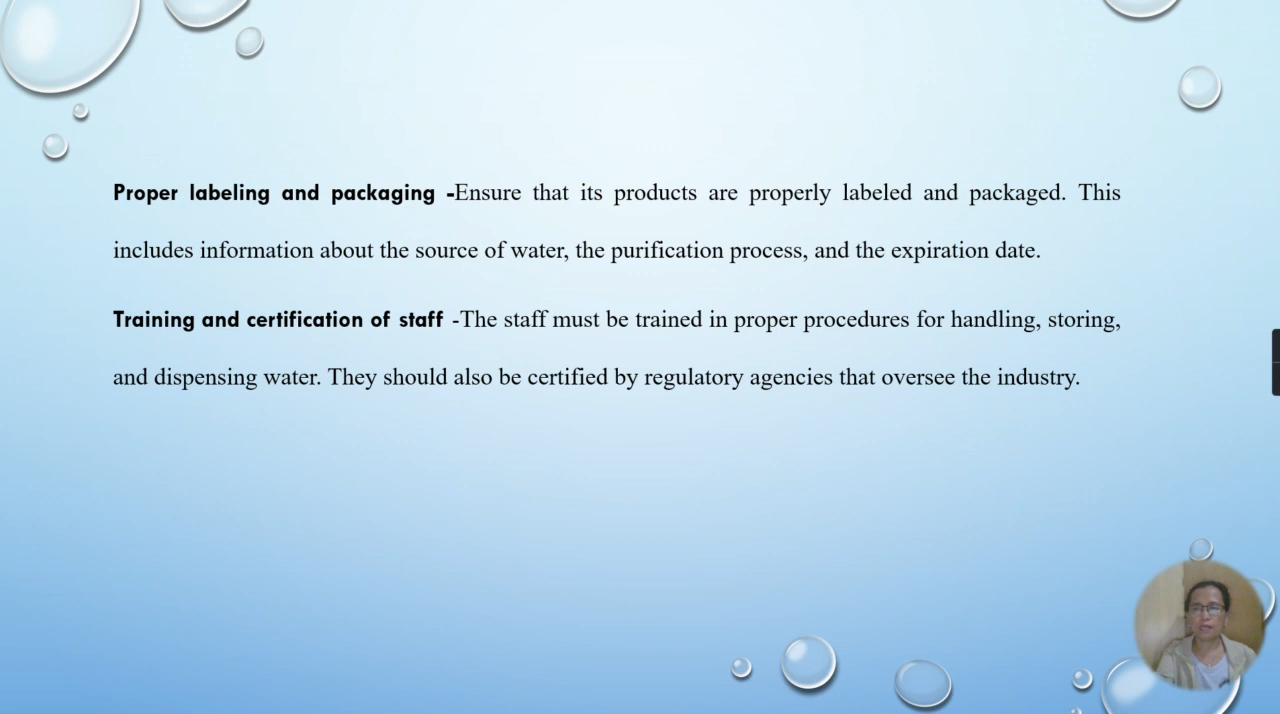 Proper labeling and packaging -Ensure that its products are properly labeled and packaged. This
includes information about the source of water, the purification process, and the expiration date.
Training and certification of staff -The staff must be trained in proper procedures for handling, storing,
and dispensing water. They should also be certified by regulatory agencies that oversee the industry.